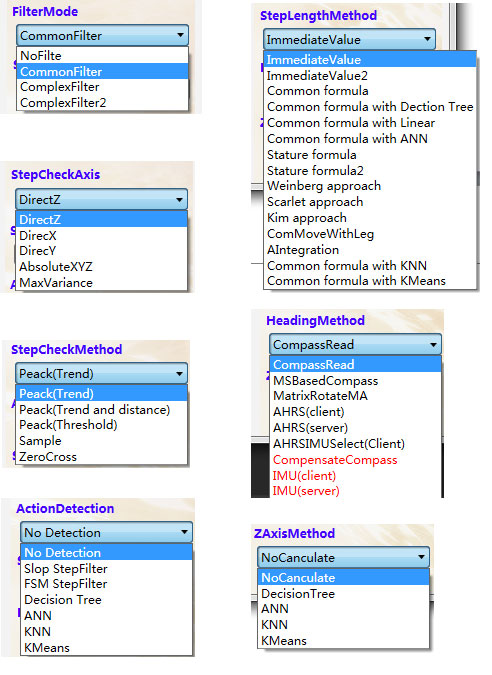 FilterMode
CommonFilter
NoFilte
CommonFilter
ComplexFilter
ComplexFilter2
StepCheckAxis
DirectZ
DirectZ
DirecX
DirecY
AbsoluteXYZ
MaxVariance
StepCheckMethod
Peack(Trend)
Peack(Trend)
Peack(Trend and distance)
Peack(Threshold)
Sample
ZeroCross
ActionDetection
No Detection
No Detection
Slop StepFilter
FSM StepFilter
Decision Tree
ANN
KNN
KMeans
StepLengthMethod
ImmediateValue
ImmediateValue
ImmediateValue2
Common formula
Common formula with Dection Tree
Common formula with Linear
Common formula with ANN
Stature formula
Stature formula2
Weinberg approach
Scarlet approach
Kim approach
ComMoveWithLeg
AIntegration
Common formula with KNN
Common formula with KMeans
HeadingMethod
CompassRead
CompassRead
MSBasedCompass
MatrixRotateMA
AHRS(client)
AHRS(server)
AHRSIMUSelect(Client)
CompensateCompass
IMU(client)
IMU(server)
ZAxisMethod
NoCanculate
NoCanculate
DecisionTree
ANN
KNN
KMeans